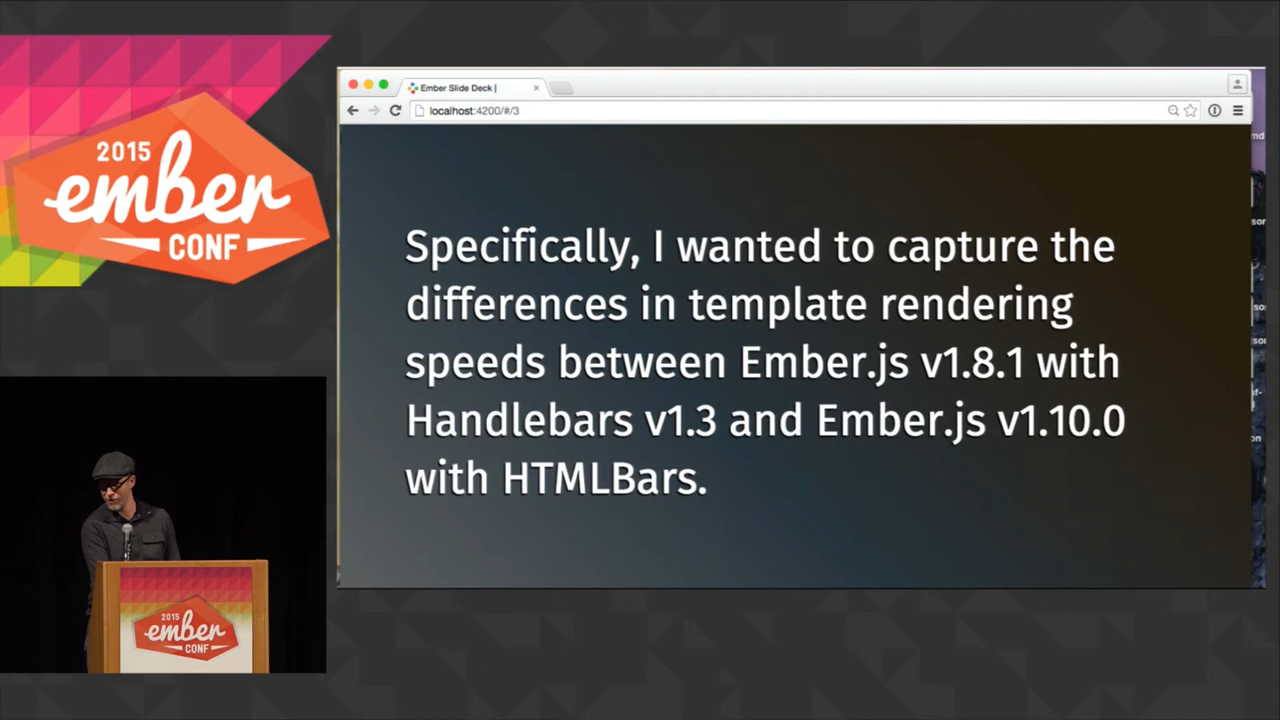 2015
ember
CONF
Ember Slide Deck |
localhost:4200/#/3
Specifically, I wanted to capture the
differences in template rendering
speeds between Ember.js v1.8.1 with
Handlebars v1.3 and Ember.js v1.10.0
with HTMLBars.
2015
ember
CONF